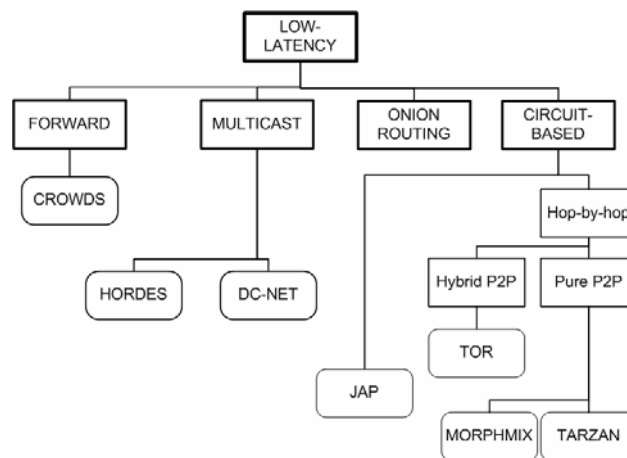 LOW-
LATENCY
FORWARD
MULTICAST
ONION
ROUTING
CIRCUIT-
BASED
CROWDS
Hop-by-hop
HORDES
DC-NET
Hybrid P2P
Pure P2P
TOR
JAP
MORPHMIX
TARZAN